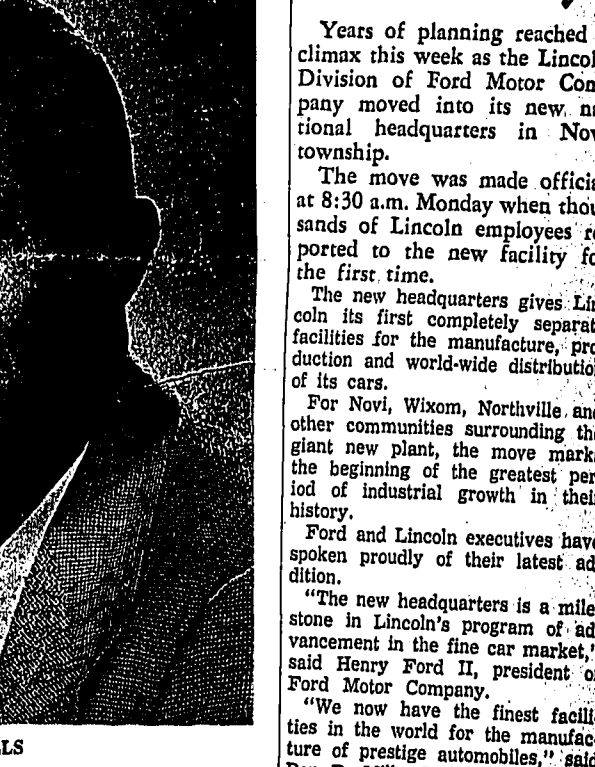 LLS
Years of planning reached
climax this week as the Lincol
Division of Ford Motor Com
pany moved into its new na
tional headquarters in Nov
township.
The move was made officia
at 8:30 a.m. Monday when thou
sands of Lincoln employees re
ported to the new facility fo
the first time.
The new headquarters gives Lin
coln its first completely separat
facilities for the manufacture, pro
duction and world-wide distributio
of its cars.
For Novi, Wixom, Northville and
other communities surrounding th
giant new plant, the move mark
the beginning of the greatest per
iod of industrial growth in thei
history.
Ford and Lincoln executives have
spoken proudly of their latest ad
dition.
"The new headquarters is a mile
stone in Lincoln's program of ad
vancement in the fine car market,"
said Henry Ford II, president o
Ford Motor Company.
"We now have the finest facili
ties in the world for the manufac
ture of prestige automobiles," said